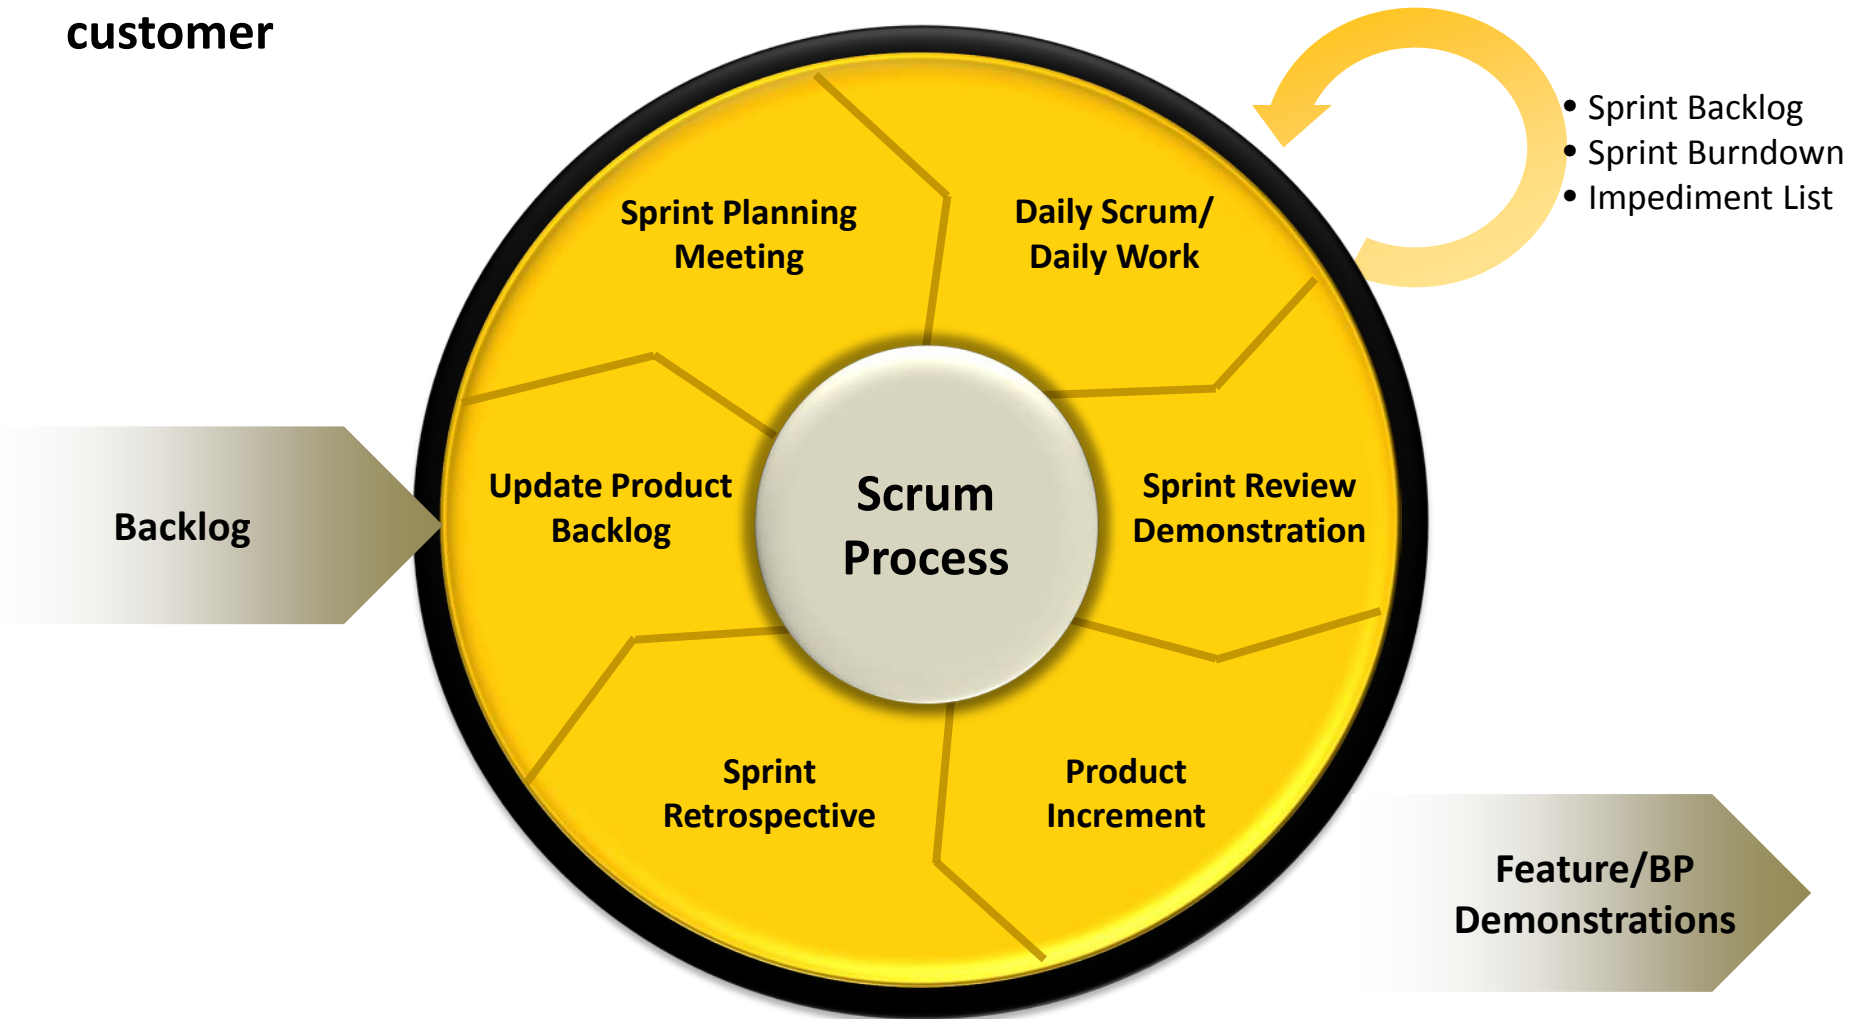 customer
• Sprint Backlog
• Sprint Burndown
• Impediment List
Sprint Planning
Meeting
Daily Scrum/
Daily Work
Update Product
Backlog
Scrum
Process
Sprint Review
Demonstration
Backlog
Sprint
Retrospective
Product
Increment
Feature/BP
Demonstrations